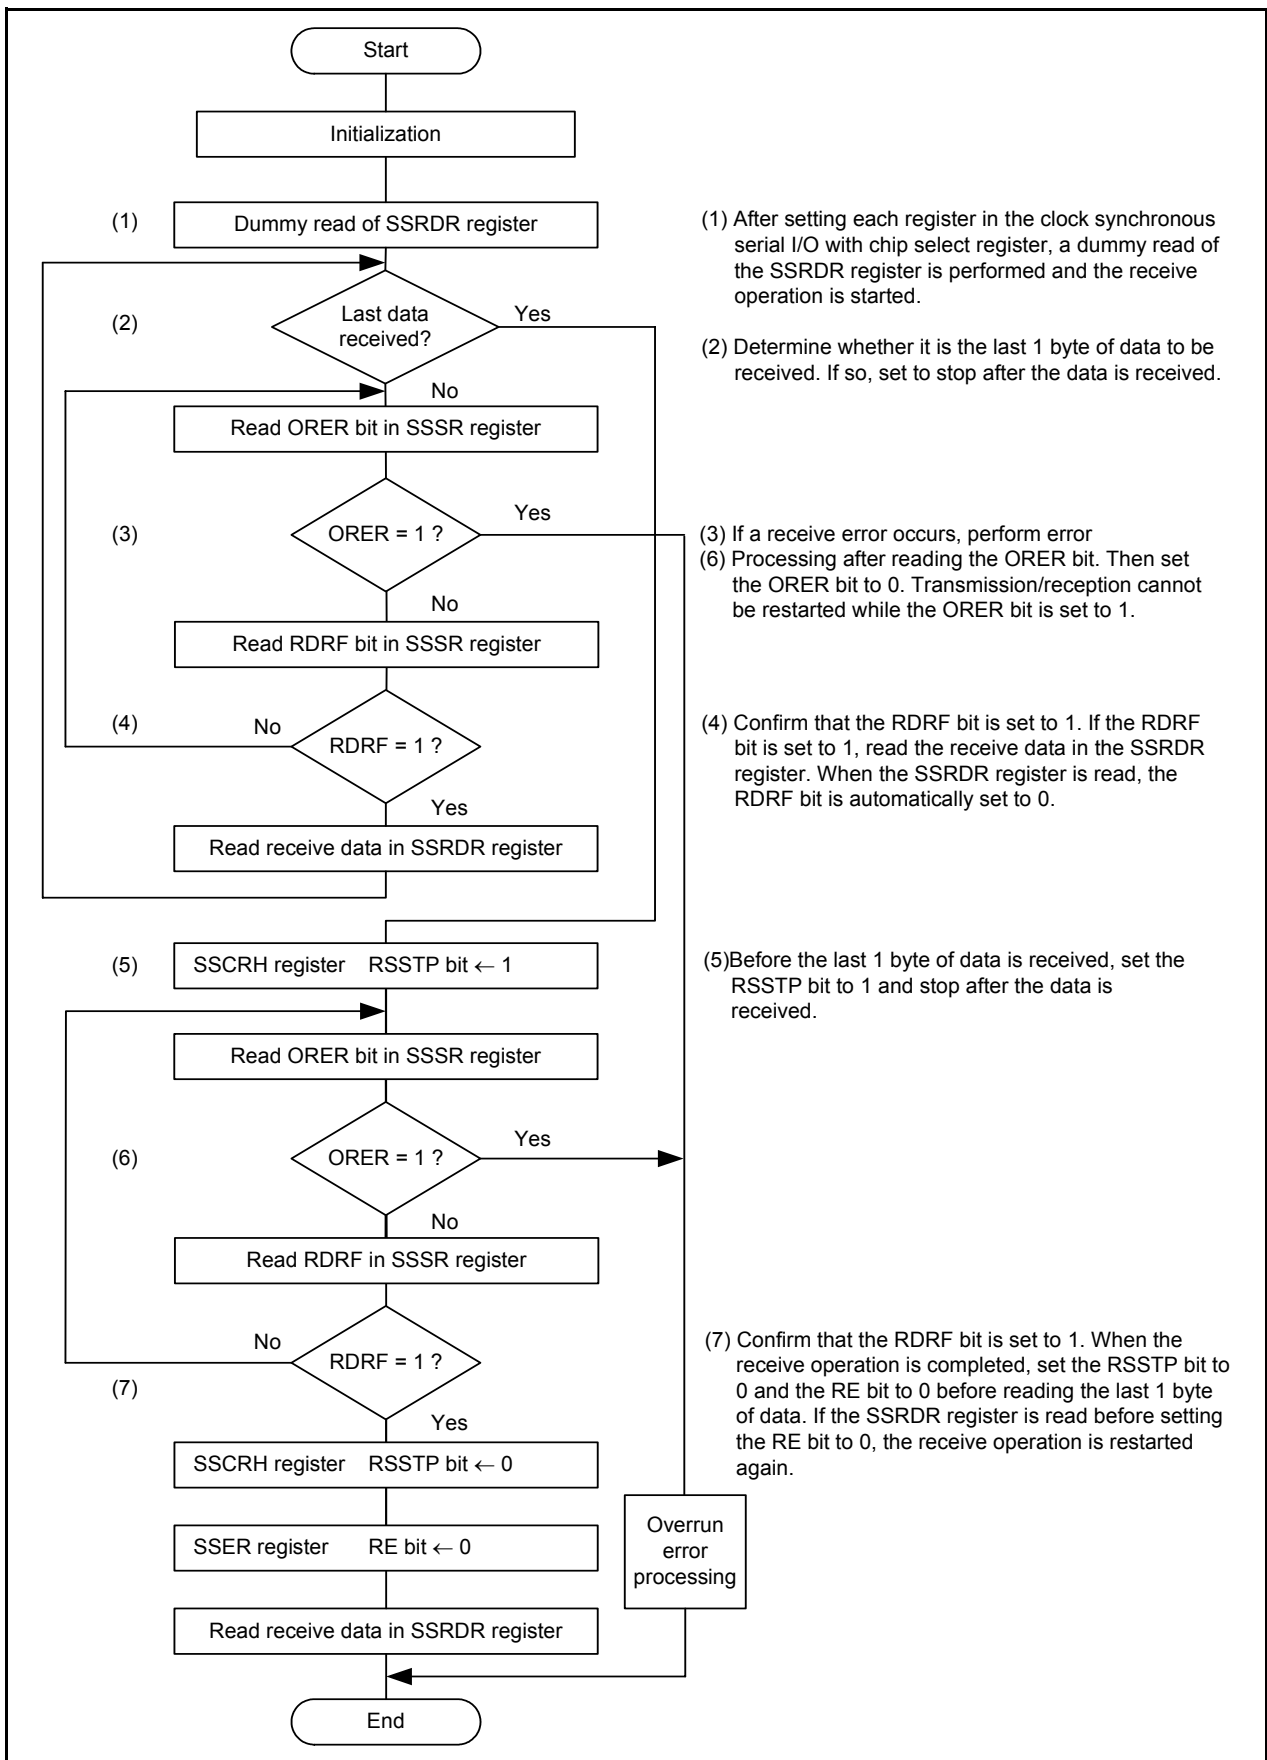 Start
Initialization
(1)
Dummy read of SSRDR register
(2)
Last data
received?
Yes
No
Read ORER bit in SSSR register
(3)
ORER = 1 ?
Yes
No
Read RDRF bit in SSSR register
(4)
No
RDRF = 1 ?
Yes
Read receive data in SSRDR register
(5)
SSCRH register RSSTP bit ← 1
Read ORER bit in SSSR register
(6)
ORER = 1 ?
Yes
No
Read RDRF in SSSR register
No
RDRF = 1 ?
(7)
Yes
SSCRH register RSSTP bit ← 0
SSER register RE bit ← 0
Read receive data in SSRDR register
End
Overrun
error
processing
(1) After setting each register in the clock synchronous
serial I/O with chip select register, a dummy read of
the SSRDR register is performed and the receive
operation is started.
(2) Determine whether it is the last 1 byte of data to be
received. If so, set to stop after the data is received.
(3) If a receive error occurs, perform error
(6) Processing after reading the ORER bit. Then set
the ORER bit to 0. Transmission/reception cannot
be restarted while the ORER bit is set to 1.
(4) Confirm that the RDRF bit is set to 1. If the RDRF
bit is set to 1, read the receive data in the SSRDR
register. When the SSRDR register is read, the
RDRF bit is automatically set to 0.
(5)Before the last 1 byte of data is received, set the
RSSTP bit to 1 and stop after the data is
received.
(7) Confirm that the RDRF bit is set to 1. When the
receive operation is completed, set the RSSTP bit to
0 and the RE bit to 0 before reading the last 1 byte
of data. If the SSRDR register is read before setting
the RE bit to 0, the receive operation is restarted
again.